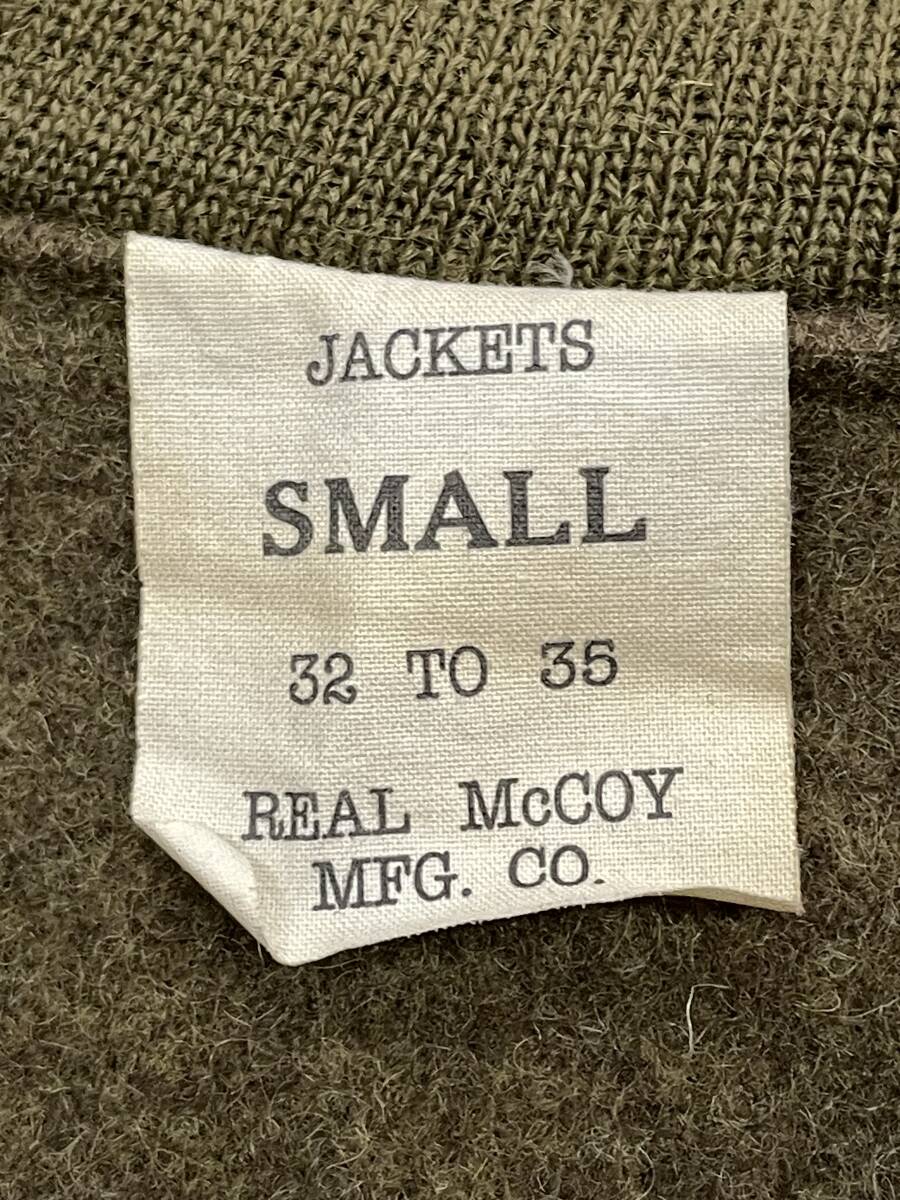 JACKETS
SMALL
32 TO 35
REAL McCOY
MFG. CO.